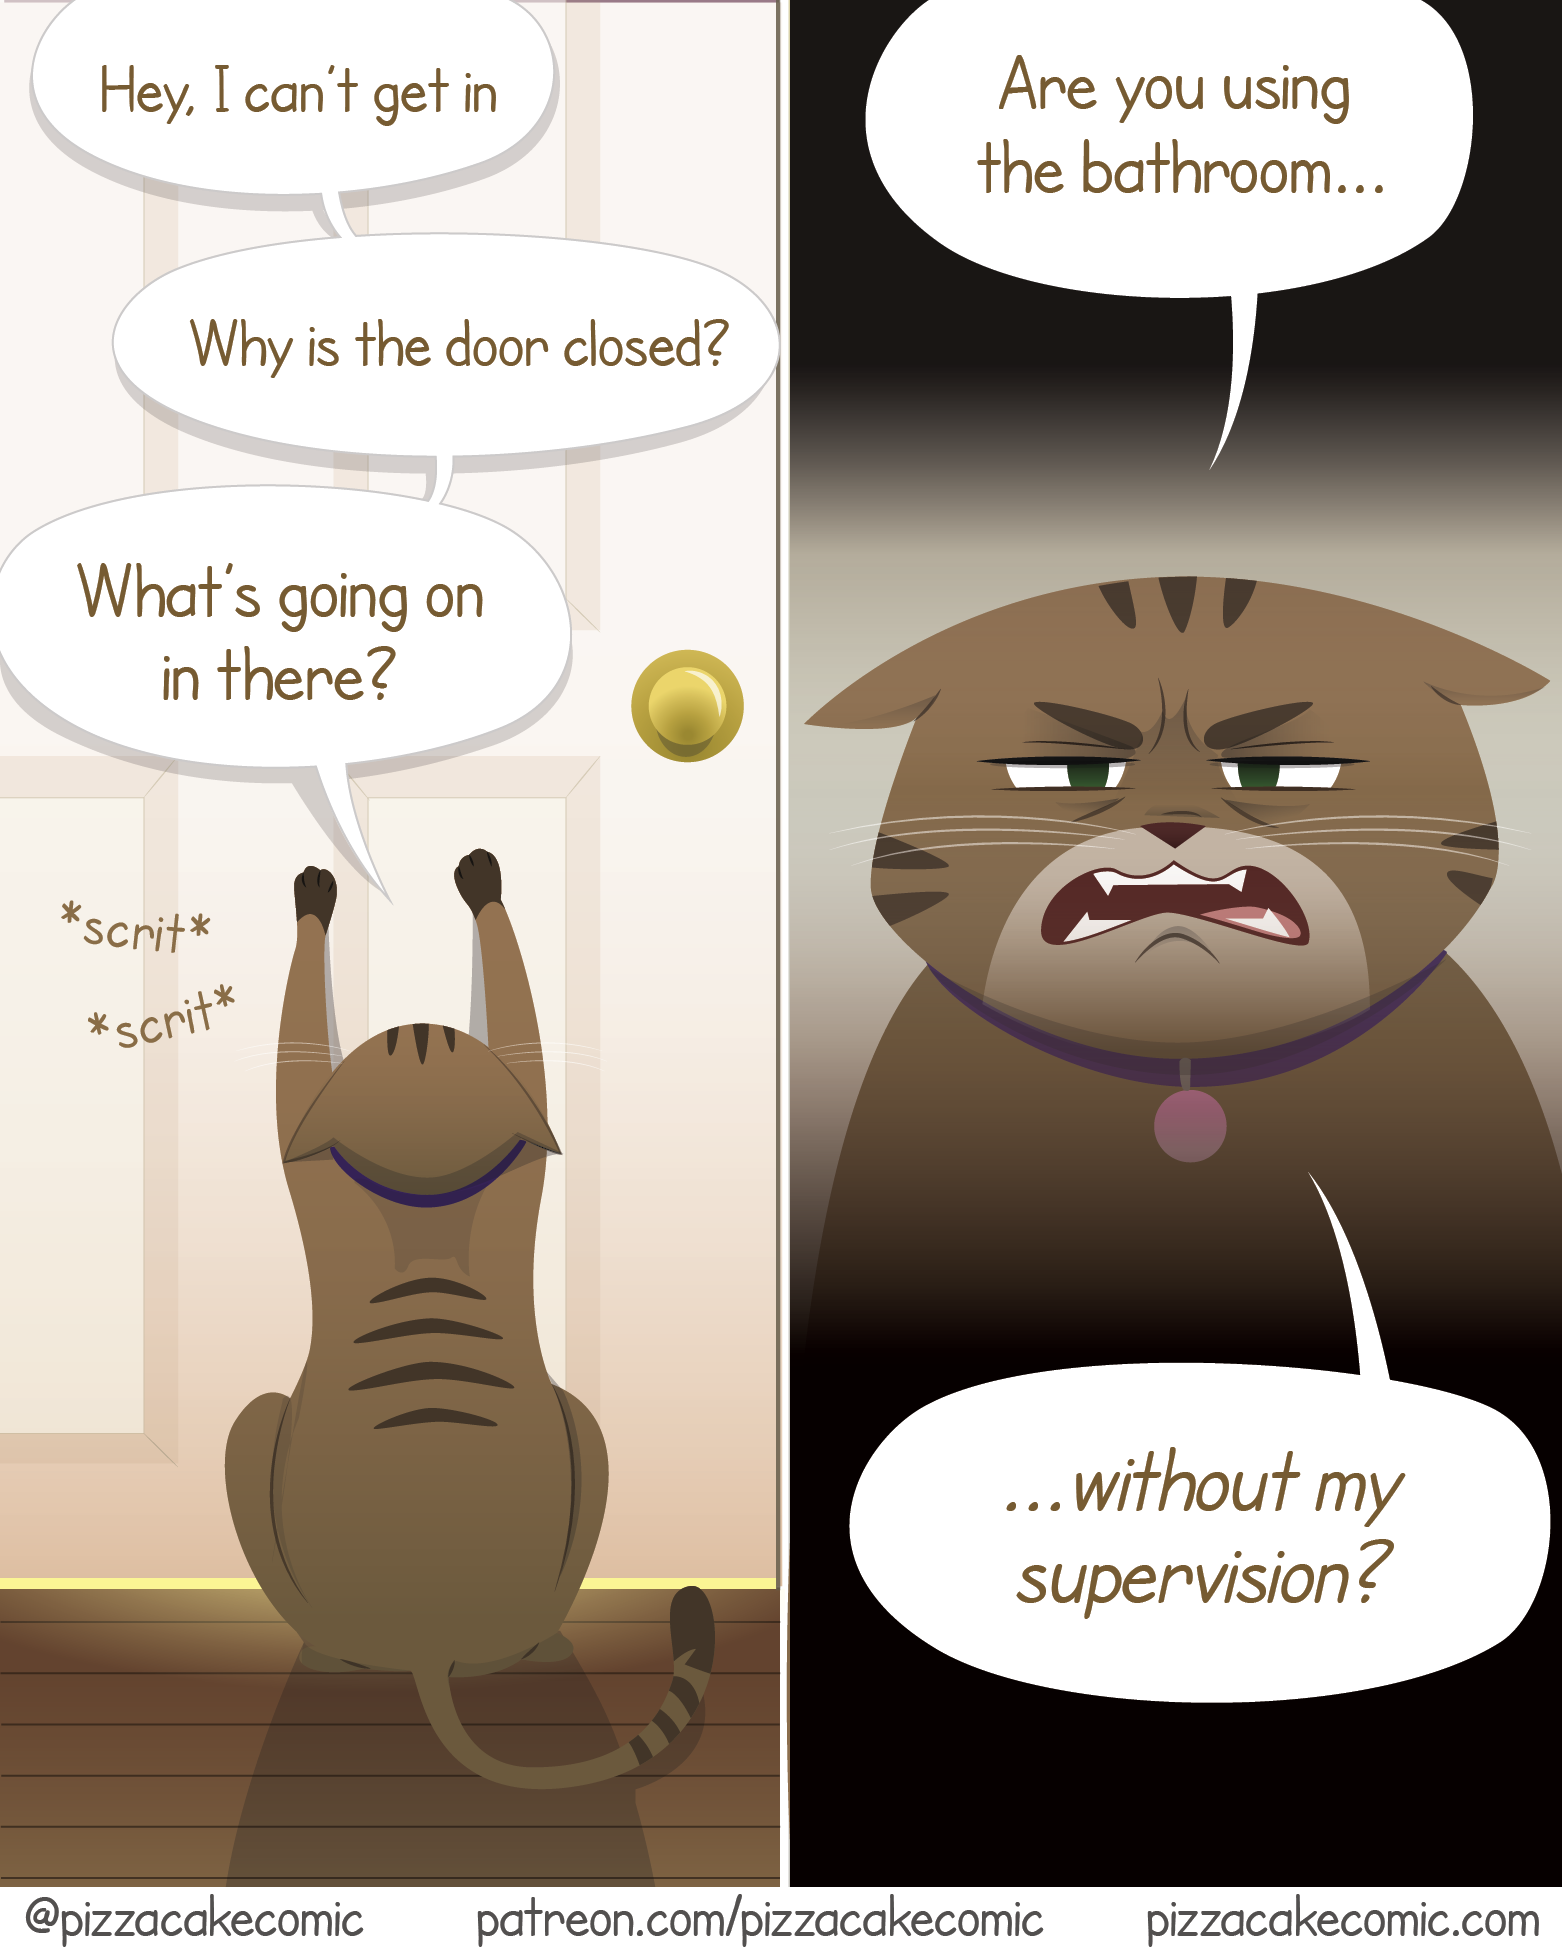 Hey, I can't get in
Why is the door closed?
What's going on
in there?
*scrit*
*scrit*
Are you using
the bathroom...
...without my
supervision?
@pizzacakecomic
patreon.com/pizzacakecomic
pizzacakecomic.com